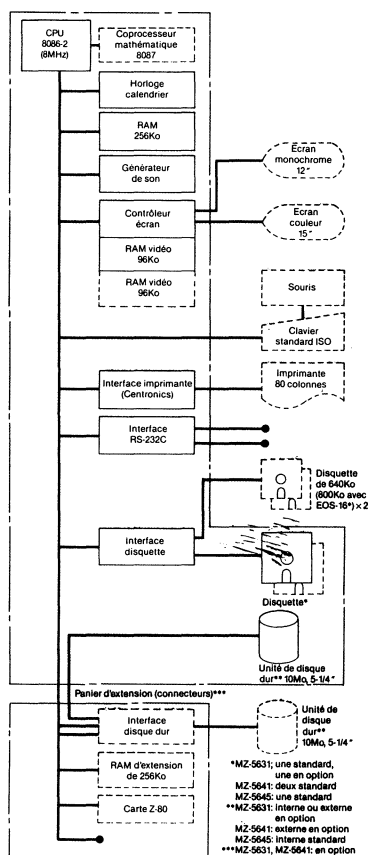 CPU
8086-2
(8MHz)
Coprocesseur
mathématique
8087
Horloge
calendrier
RAM
256Ko
Générateur
de son
Contrôleur
écran
RAM vidéo
96Ko
RAM vidéo
96Ko
Ecran
monochrome
12″
Ecran
couleur
15″
Souris
Clavier
standard ISO
Interface imprimante
(Centronics)
Imprimante
80 colonnes
Interface
RS-232C
Disquette
de 640Ko
(800Ko avec
EOS-16*) × 2
Interface
disquette
Disquette*
Unité de disque
dur** 10Mo, 5-1/4″
Panier d'extension (connecteurs)***
Interface
disque dur
Unité de
disque
dur**
10Mo, 5-1/4″
RAM d'extension
de 256Ko
Carte Z-80
*MZ-5631; une standard,
une en option
MZ-5641: deux standard
MZ-5645: une standard
**MZ-5631: Interne ou externe
en option
MZ-5641: externe en option
MZ-5645: interne standard
***MZ-5631, MZ-5641: en option